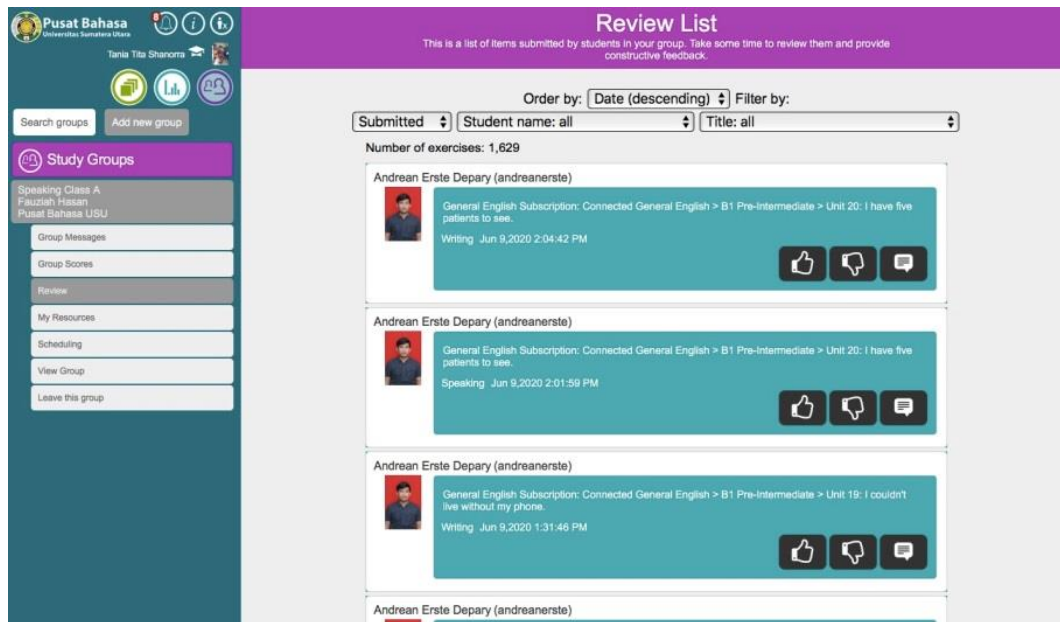 Pusat Bahasa
Universitas Sumatera Utara
8
Tania Tita Shanorra
Search groups
Add new group
Study Groups
Speaking Class A
Fauziah Hasan
Pusat Bahasa USU
Group Messages
Group Scores
Review
My Resources
Scheduling
View Group
Leave this group
Review List
This is a list of items submitted by students in your group. Take some time to review them and provide
constructive feedback.
Order by: Date (descending) Filter by:
Submitted Student name: all Title: all
Number of exercises: 1,629
Andrean Erste Depary (andreanerste)
General English Subscription: Connected General English > B1 Pre-Intermediate > Unit 20: I have five
patients to see.
Writing Jun 9,2020 2:04:42 PM
Andrean Erste Depary (andreanerste)
General English Subscription: Connected General English > B1 Pre-Intermediate > Unit 20: I have five
patients to see.
Speaking Jun 9,2020 2:01:59 PM
Andrean Erste Depary (andreanerste)
General English Subscription: Connected General English > B1 Pre-Intermediate > Unit 19: I couldn't
live without my phone.
Writing Jun 9,2020 1:31:46 PM
Andrean Erste Depary (andreanerste)